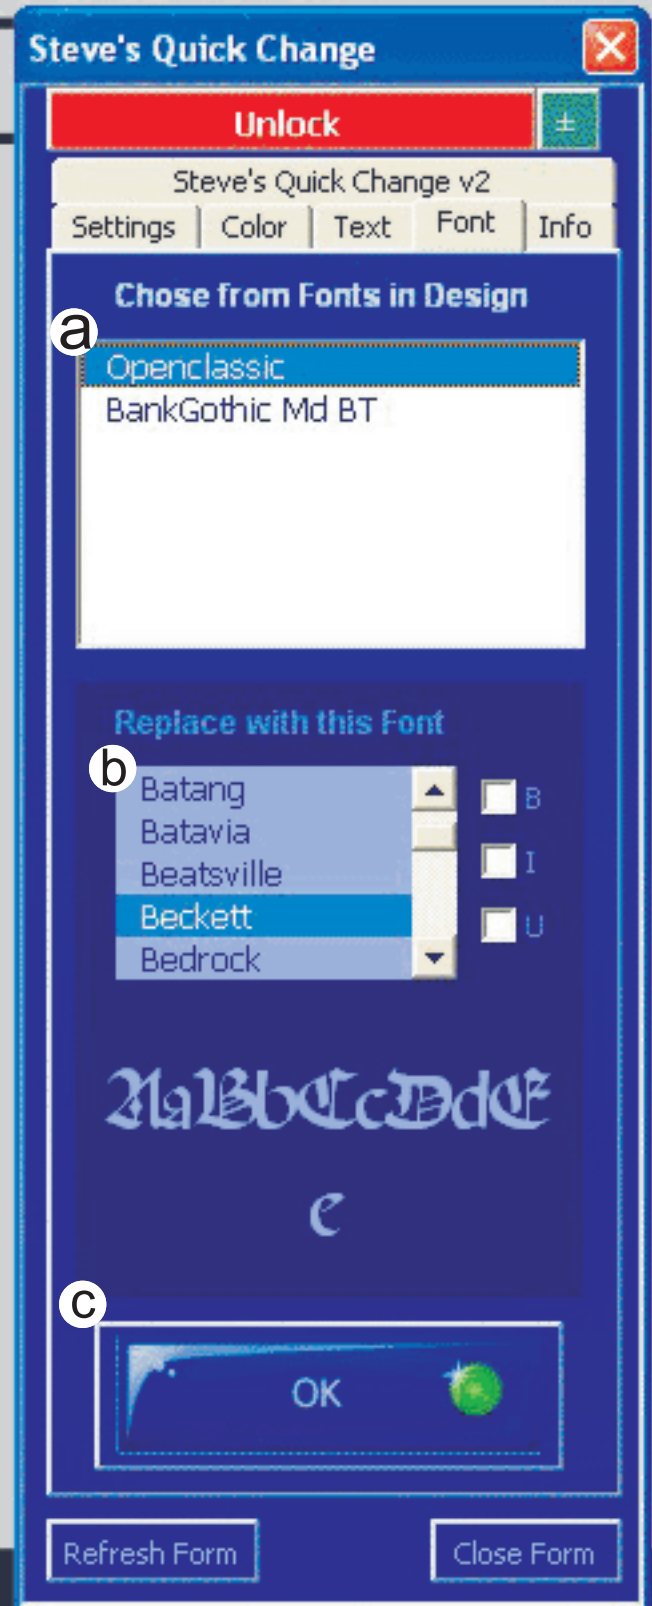 Steve's Quick Change
Unlock ±
Steve's Quick Change v2
Settings Color Text Font Info
Chose from Fonts in Design
a
Openclassic
BankGothic Md BT
Replace with this Font
b
Batang
Batavia
Beatsville
Beckett
Bedrock
B
I
U
AaBbCcDdE
e
c
OK
Refresh Form Close Form